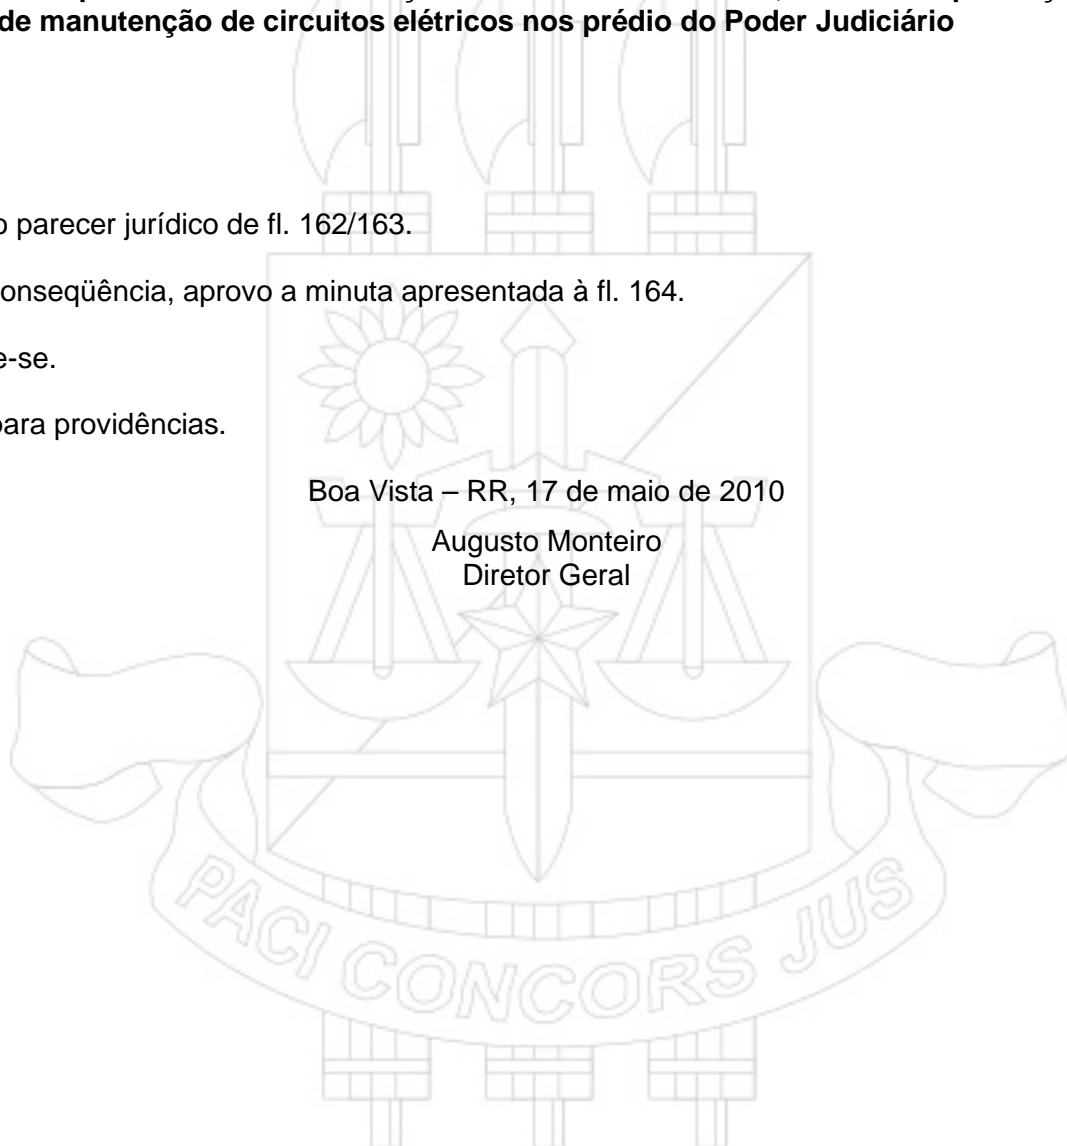 de manutenção de circuitos elétricos nos prédio do Poder Judiciário
parecer jurídico de fl. 162/163.
onseqüência, aprovo a minuta apresentada à fl. 164.
e-se.
para providências.
Boa Vista – RR, 17 de maio de 2010
Augusto Monteiro
Diretor Geral
PACI CONCORS JUS